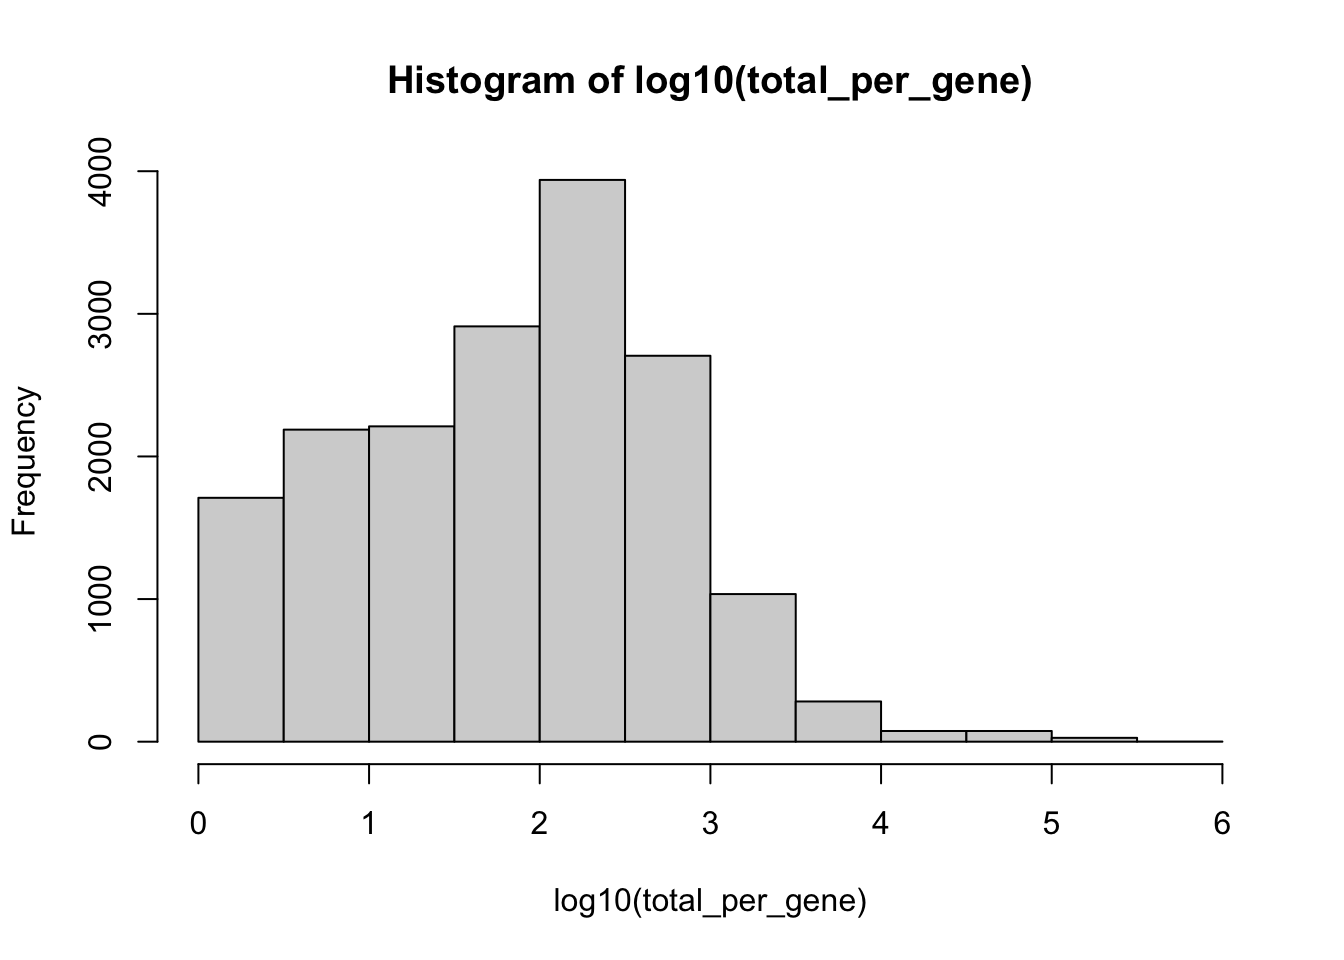 Histogram of log10(total_per_gene)
Frequency
4000
3000
2000
1000
0
0 1 2 3 4 5 6
log10(total_per_gene)